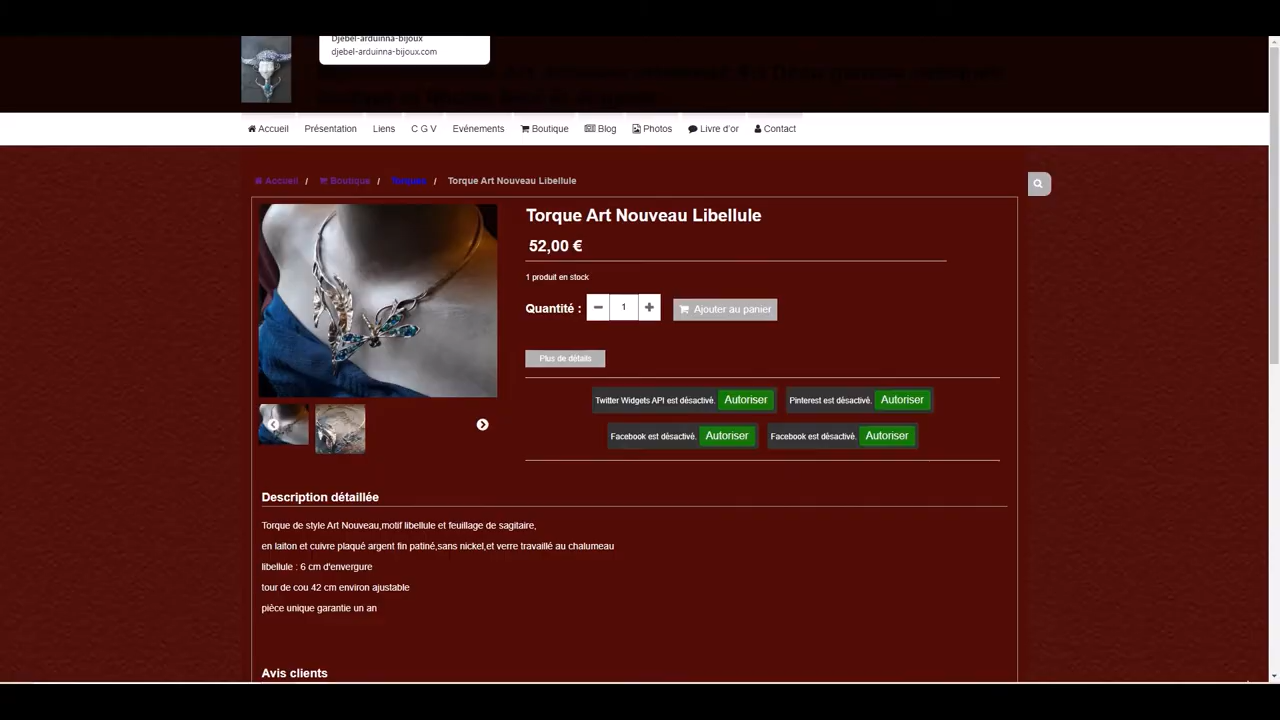 Djebel-arduinna-bijoux
djebel-arduinna-bijoux.com
Accueil Présentation Liens C G V Evénements Boutique Blog Photos Livre d'or Contact
Accueil / Boutique / Torques / Torque Art Nouveau Libellule
Torque Art Nouveau Libellule
52,00 €
1 produit en stock
Quantité : 1 Ajouter au panier
Plus de détails
Twitter Widgets API est désactivé. Autoriser Pinterest est désactivé. Autoriser
Facebook est désactivé. Autoriser Facebook est désactivé. Autoriser
Description détaillée
Torque de style Art Nouveau,motif libellule et feuillage de sagitaire,
en laiton et cuivre plaqué argent fin patiné,sans nickel,et verre travaillé au chalumeau
libellule : 6 cm d'envergure
tour de cou 42 cm environ ajustable
pièce unique garantie un an
Avis clients